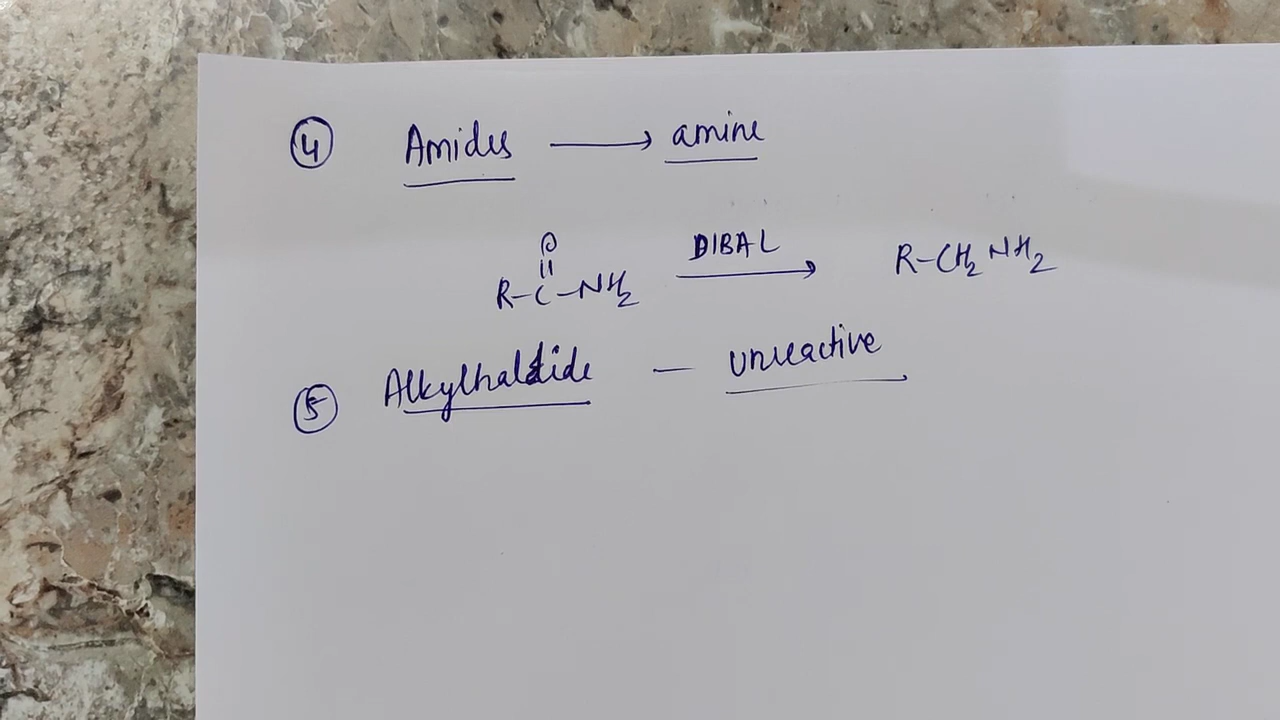 ④ Amides ⟶ amine
O
||
R-C-NH₂ DIBAL ⟶ R-CH₂NH₂
⑤ Alkylhalide — unreactive